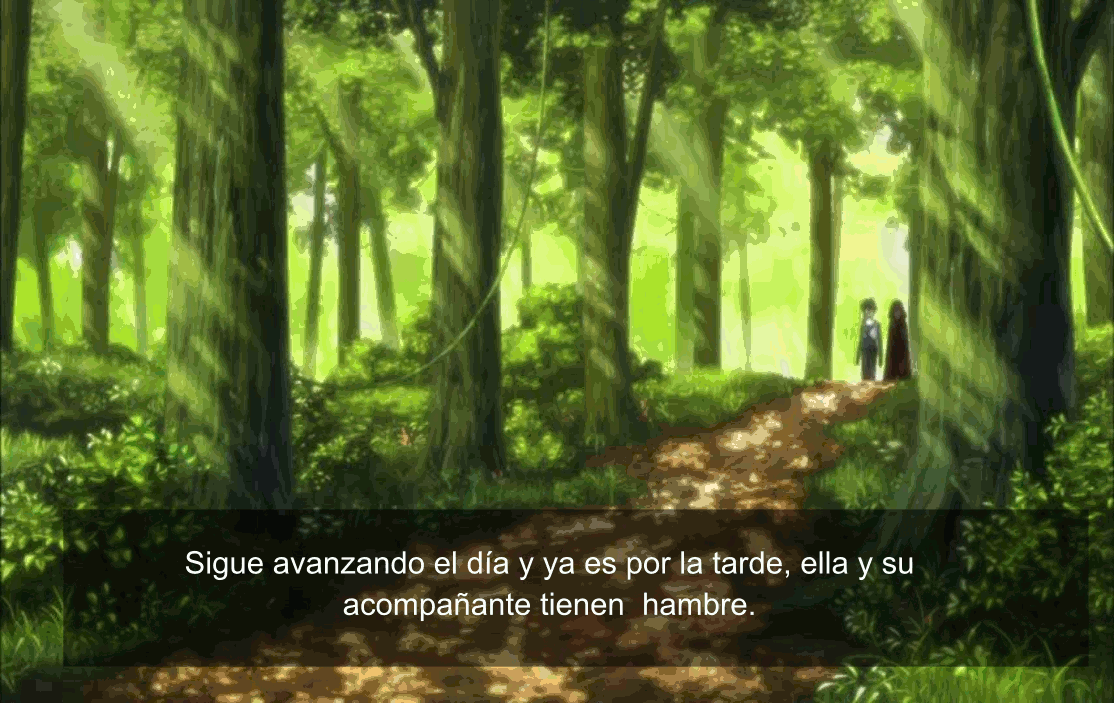 Sigue avanzando el día y ya es por la tarde, ella y su
acompañante tienen  hambre.